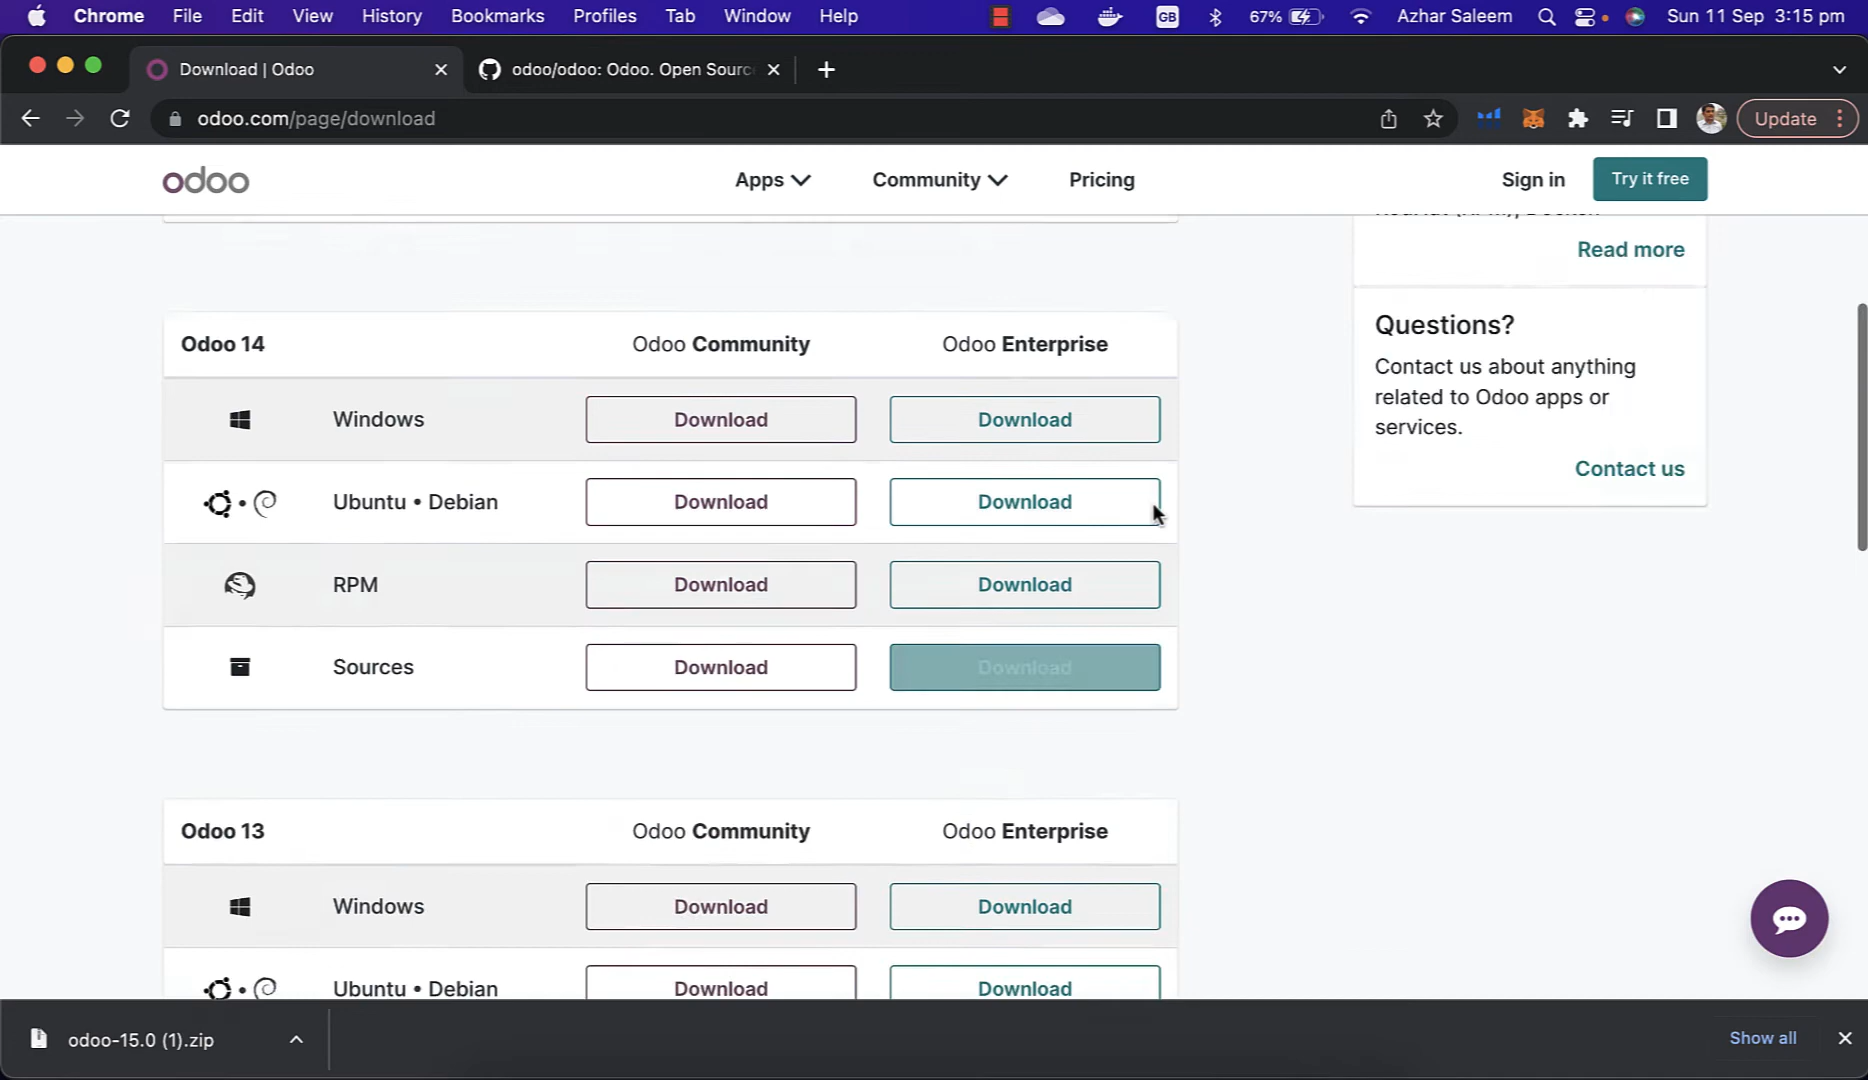 Chrome File Edit View History Bookmarks Profiles Tab Window Help GB 67% Azhar Saleem Sun 11 Sep 3:15 pm
Download | Odoo odoo/odoo: Odoo. Open Sourc
odoo.com/page/download Update
odoo Apps Community Pricing Sign in Try it free
Read more
Questions?
Contact us about anything
related to Odoo apps or
services.
Contact us
Odoo 14 Odoo Community Odoo Enterprise
Windows Download Download
Ubuntu • Debian Download Download
RPM Download Download
Sources Download Download
Odoo 13 Odoo Community Odoo Enterprise
Windows Download Download
Ubuntu • Debian Download Download
odoo-15.0 (1).zip Show all